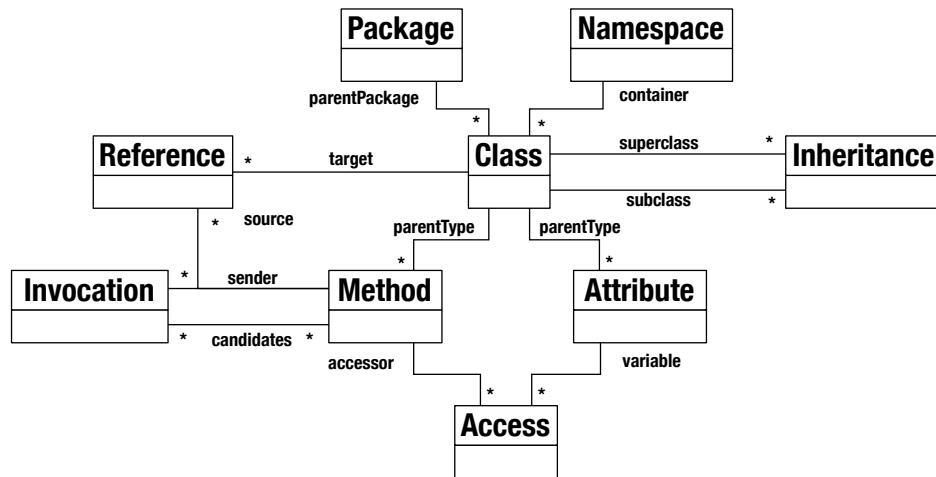 Package
Namespace
parentPackage
container
*
*
Reference
*
target
Class
superclass
*
Inheritance
subclass
*
*
source
parentType
parentType
*
*
Invocation
*
sender
Method
Attribute
*
candidates
*
accessor
variable
*
*
Access